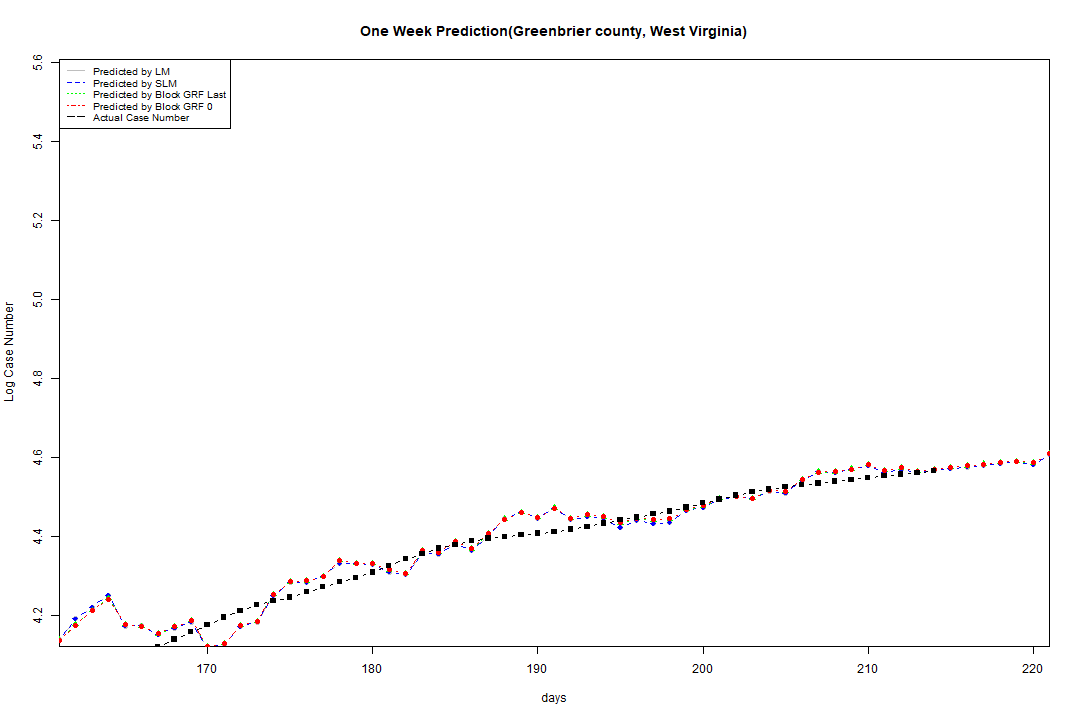 One Week Prediction(Greenbrier county, West Virginia)
Predicted by LM
Predicted by SLM
Predicted by Block GRF Last
Predicted by Block GRF 0
Actual Case Number
Log Case Number
5.6
5.4
5.2
5.0
4.8
4.6
4.4
4.2
170 180 190 200 210 220
days